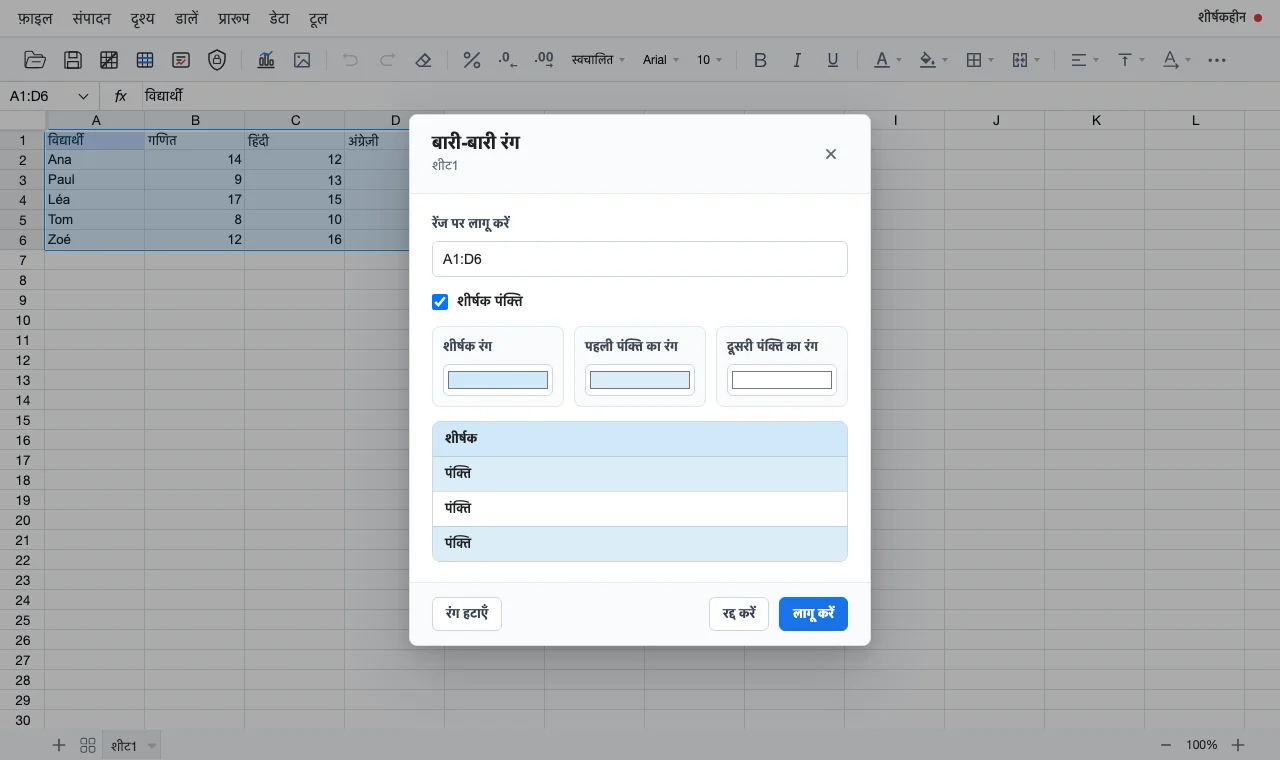 फ़ाइल संपादन दृश्य डालें प्रारूप डेटा टूल शीर्षकहीन
% .0 .00 स्वचालित Arial 10 B I U A A
A1:D6 fx विद्यार्थी
A B C D I J K L
1 विद्यार्थी गणित हिंदी अंग्रेज़ी
2 Ana 14 12
3 Paul 9 13
4 Léa 17 15
5 Tom 8 10
6 Zoé 12 16
7
8
9
10
11
12
13
14
15
16
17
18
19
20
21
22
23
24
25
26
27
28
29
30
बारी-बारी रंग
शीट1
रेंज पर लागू करें
A1:D6
शीर्षक पंक्ति
शीर्षक रंग पहली पंक्ति का रंग दूसरी पंक्ति का रंग
शीर्षक
पंक्ति
पंक्ति
पंक्ति
रंग हटाएँ रद्द करें लागू करें
शीट1 100%